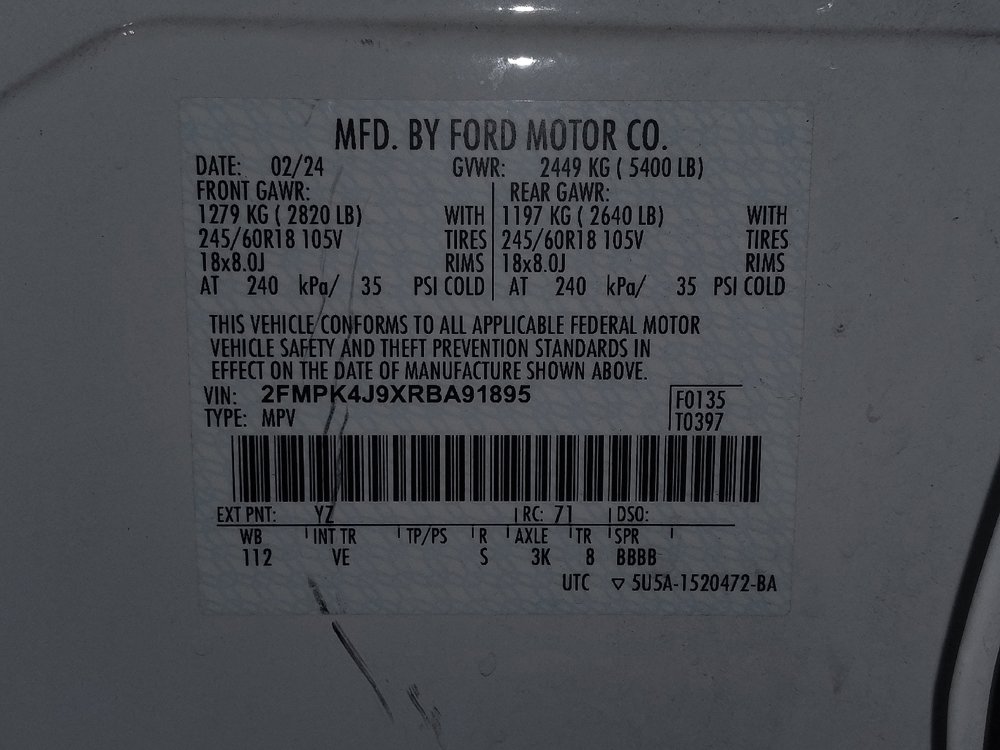 MFD. BY FORD MOTOR CO.
DATE: 02/24 GVWR: 2449 KG ( 5400 LB)
FRONT GAWR: REAR GAWR:
1279 KG ( 2820 LB) WITH 1197 KG ( 2640 LB) WITH
245/60R18 105V TIRES 245/60R18 105V TIRES
18x8.0J RIMS 18x8.0J RIMS
AT 240 kPa/ 35 PSI COLD AT 240 kPa/ 35 PSI COLD
THIS VEHICLE CONFORMS TO ALL APPLICABLE FEDERAL MOTOR
VEHICLE SAFETY AND THEFT PREVENTION STANDARDS IN
EFFECT ON THE DATE OF MANUFACTURE SHOWN ABOVE.
VIN: 2FMPK4J9XRBA91895 F0135
TYPE: MPV T0397
EXT PNT: YZ RC: 71 DSO:
WB INT TR TP/PS R AXLE TR SPR
112 VE S 3K 8 BBBB
UTC ▽ 5U5A-1520472-BA